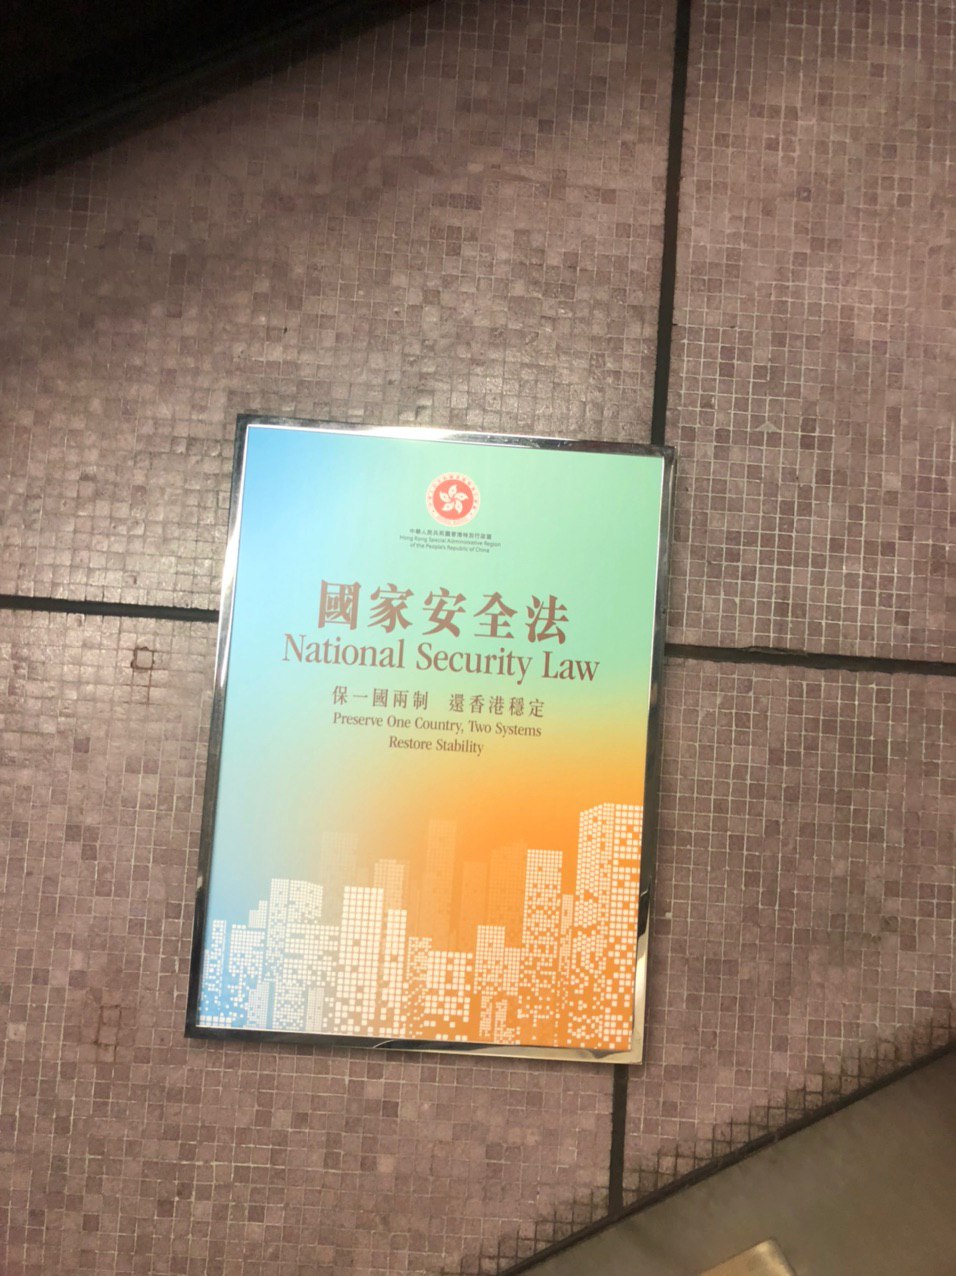 中華人民共和國香港特別行政區
Hong Kong Special Administrative Region
of the People's Republic of China
國家安全法
National Security Law
保一國兩制 還香港穩定
Preserve One Country, Two Systems
Restore Stability